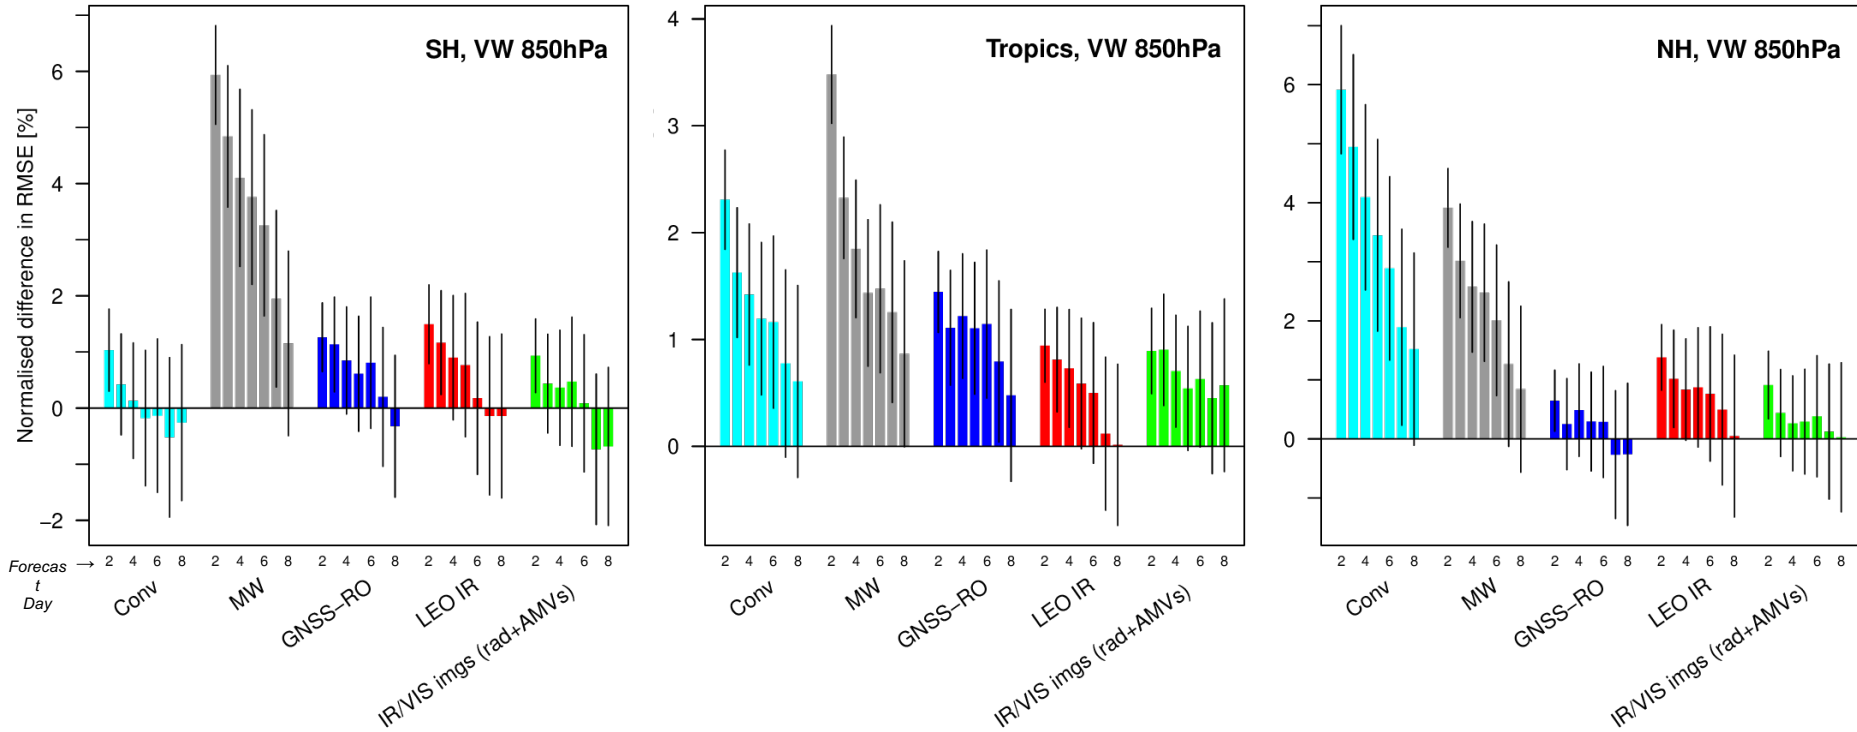 SH, VW 850hPa
Normalised difference in RMSE [%]
6
4
2
0
−2
Forecas → 2 4 6 8 2 4 6 8 2 4 6 8 2 4 6 8 2 4 6 8
t
Day
Conv
MW
GNSS−RO
LEO IR
IR/VIS imgs (rad+AMVs)
Tropics, VW 850hPa
4
3
2
1
0
2 4 6 8 2 4 6 8 2 4 6 8 2 4 6 8 2 4 6 8
Conv
MW
GNSS−RO
LEO IR
IR/VIS imgs (rad+AMVs)
NH, VW 850hPa
6
4
2
0
2 4 6 8 2 4 6 8 2 4 6 8 2 4 6 8 2 4 6 8
Conv
MW
GNSS−RO
LEO IR
IR/VIS imgs (rad+AMVs)